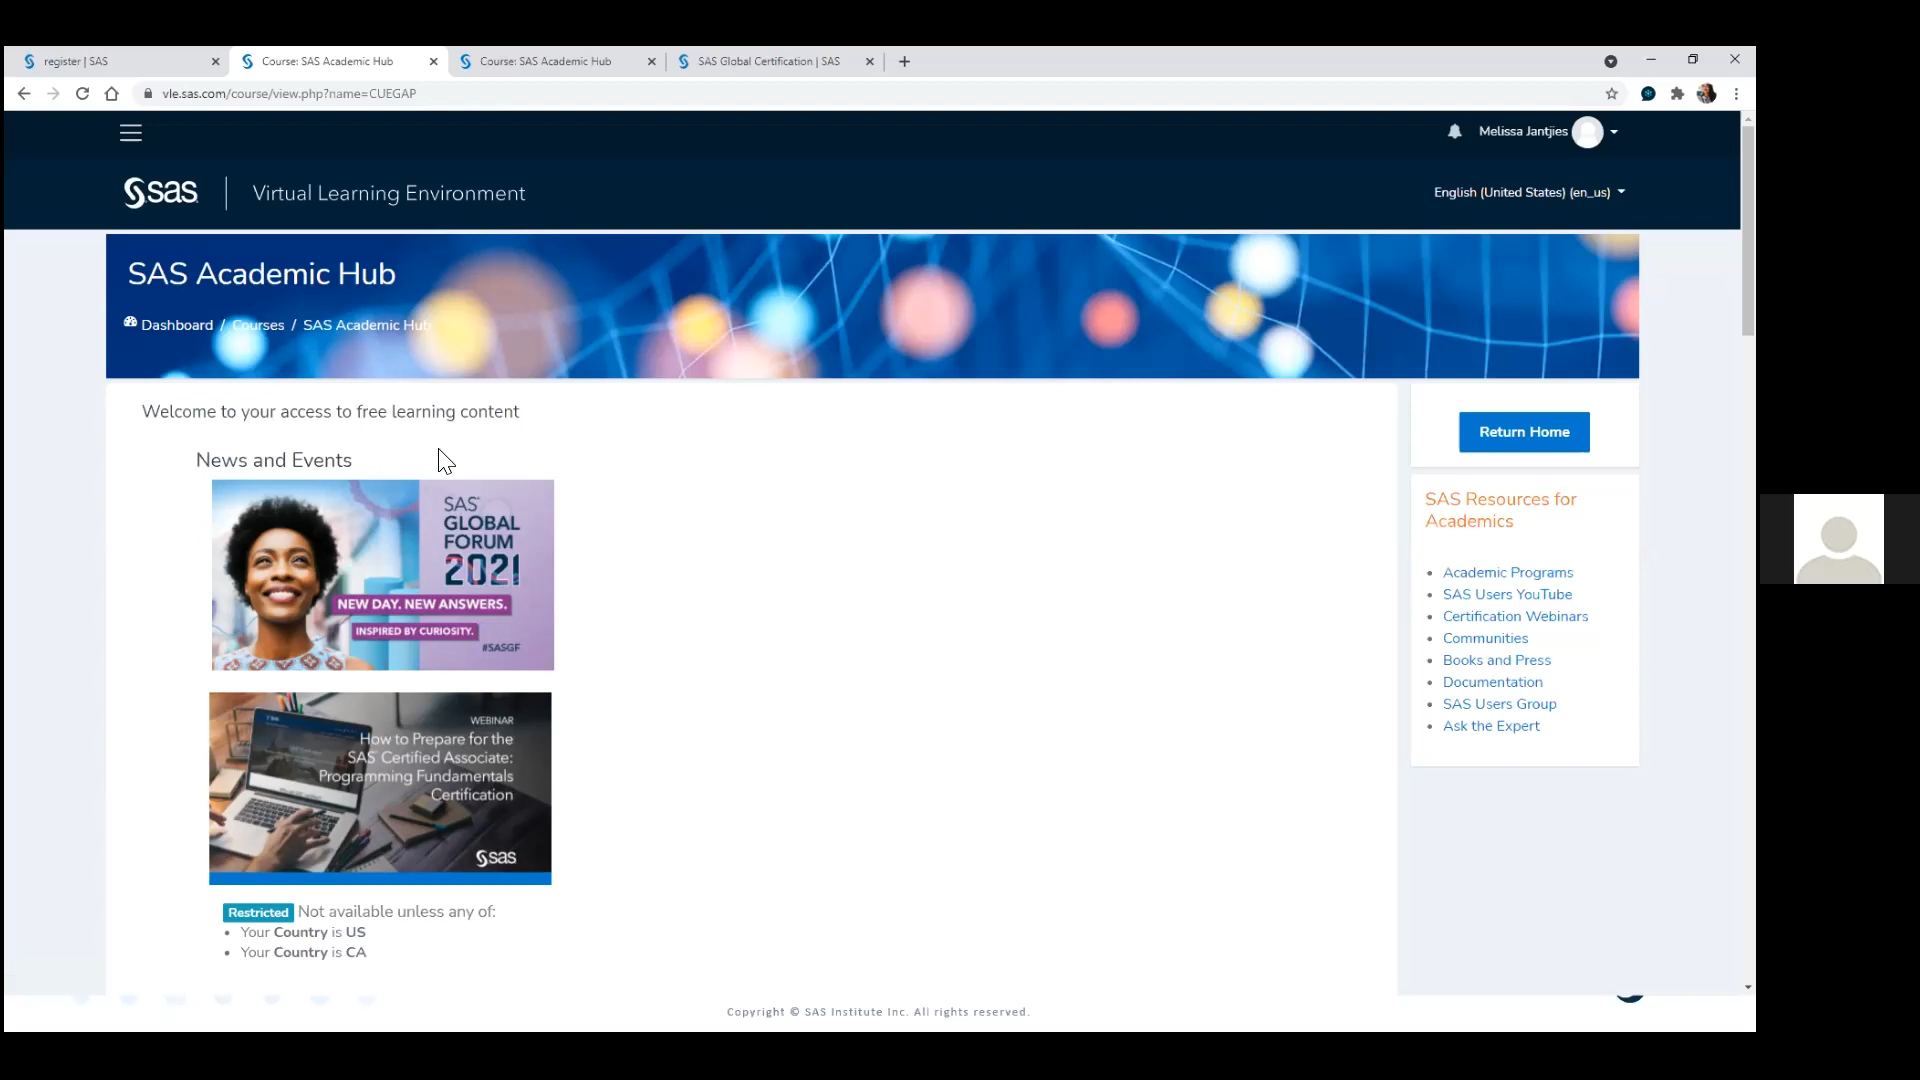 register | SAS
Course: SAS Academic Hub
Course: SAS Academic Hub
SAS Global Certification | SAS
vle.sas.com/course/view.php?name=CUEGAP
Melissa Jantjies
sas
Virtual Learning Environment
English (United States) (en_us)
SAS Academic Hub
Dashboard / Courses / SAS Academic Hub
Welcome to your access to free learning content
News and Events
SAS®
GLOBAL
FORUM
2021
NEW DAY. NEW ANSWERS.
INSPIRED BY CURIOSITY.
#SASGF
WEBINAR
How to Prepare for the
SAS® Certified Associate:
Programming Fundamentals
Certification
sas
Restricted Not available unless any of:
• Your Country is US
• Your Country is CA
Return Home
SAS Resources for
Academics
• Academic Programs
• SAS Users YouTube
• Certification Webinars
• Communities
• Books and Press
• Documentation
• SAS Users Group
• Ask the Expert
Copyright © SAS Institute Inc. All rights reserved.